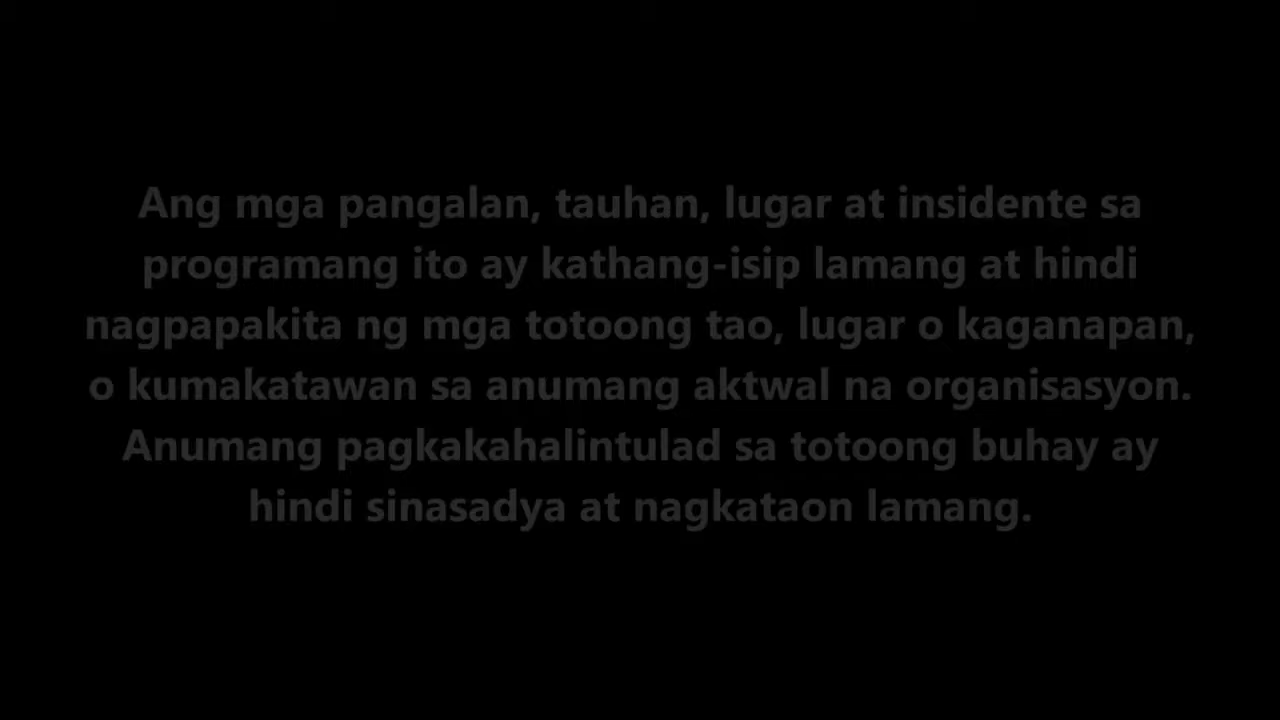 Ang mga pangalan, tauhan, lugar at insidente sa
programang ito ay kathang-isip lamang at hindi
nagpapakita ng mga totoong tao, lugar o kaganapan,
o kumakatawan sa anumang aktwal na organisasyon.
Anumang pagkakahalintulad sa totoong buhay ay
hindi sinasadya at nagkataon lamang.